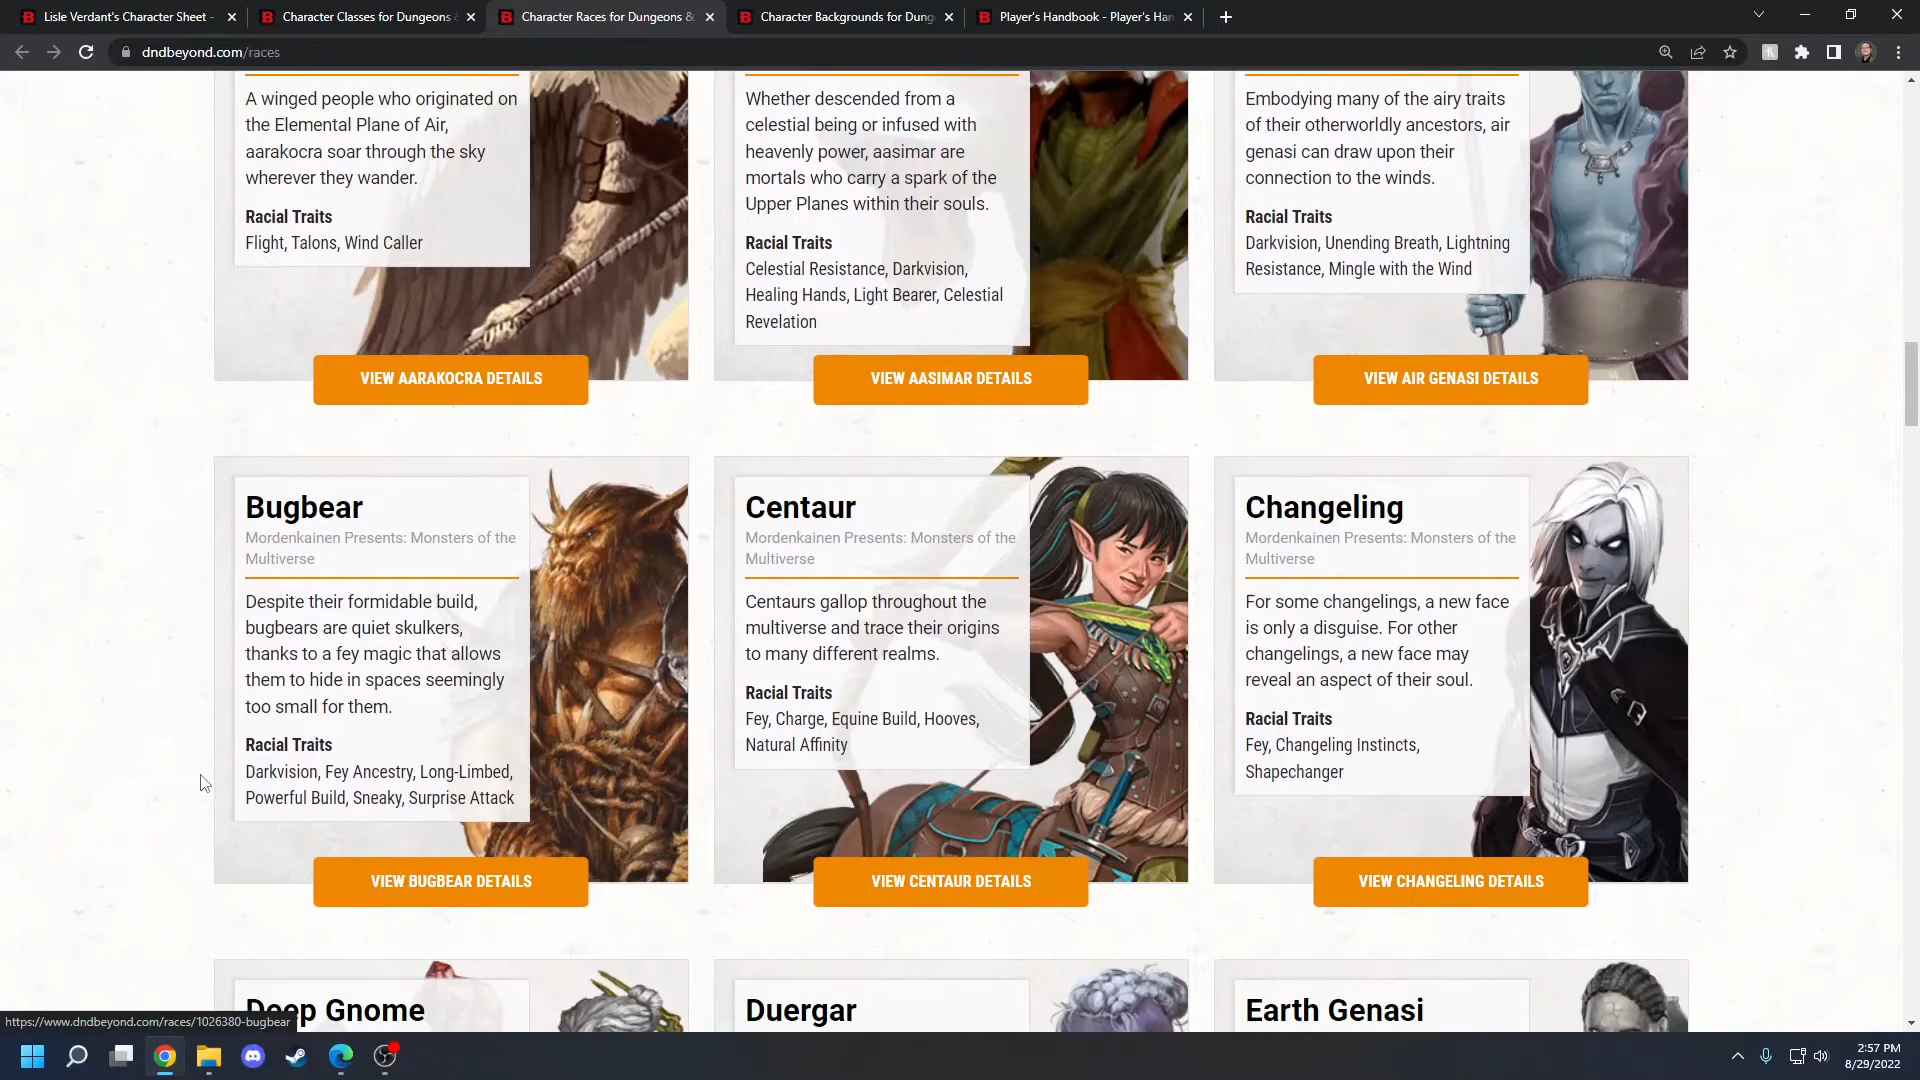 Lisle Verdant's Character Sheet -
Character Classes for Dungeons &
Character Races for Dungeons &
Character Backgrounds for Dung
Player's Handbook - Player's Han
dndbeyond.com/races
A winged people who originated on
the Elemental Plane of Air,
aarakocra soar through the sky
wherever they wander.
Racial Traits
Flight, Talons, Wind Caller
VIEW AARAKOCRA DETAILS
Whether descended from a
celestial being or infused with
heavenly power, aasimar are
mortals who carry a spark of the
Upper Planes within their souls.
Racial Traits
Celestial Resistance, Darkvision,
Healing Hands, Light Bearer, Celestial
Revelation
VIEW AASIMAR DETAILS
Embodying many of the airy traits
of their otherworldly ancestors, air
genasi can draw upon their
connection to the winds.
Racial Traits
Darkvision, Unending Breath, Lightning
Resistance, Mingle with the Wind
VIEW AIR GENASI DETAILS
Bugbear
Mordenkainen Presents: Monsters of the
Multiverse
Despite their formidable build,
bugbears are quiet skulkers,
thanks to a fey magic that allows
them to hide in spaces seemingly
too small for them.
Racial Traits
Darkvision, Fey Ancestry, Long-Limbed,
Powerful Build, Sneaky, Surprise Attack
VIEW BUGBEAR DETAILS
Centaur
Mordenkainen Presents: Monsters of the
Multiverse
Centaurs gallop throughout the
multiverse and trace their origins
to many different realms.
Racial Traits
Fey, Charge, Equine Build, Hooves,
Natural Affinity
VIEW CENTAUR DETAILS
Changeling
Mordenkainen Presents: Monsters of the
Multiverse
For some changelings, a new face
is only a disguise. For other
changelings, a new face may
reveal an aspect of their soul.
Racial Traits
Fey, Changeling Instincts,
Shapechanger
VIEW CHANGELING DETAILS
Deep Gnome
Duergar
Earth Genasi
https://www.dndbeyond.com/races/1026380-bugbear
2:57 PM
8/29/2022